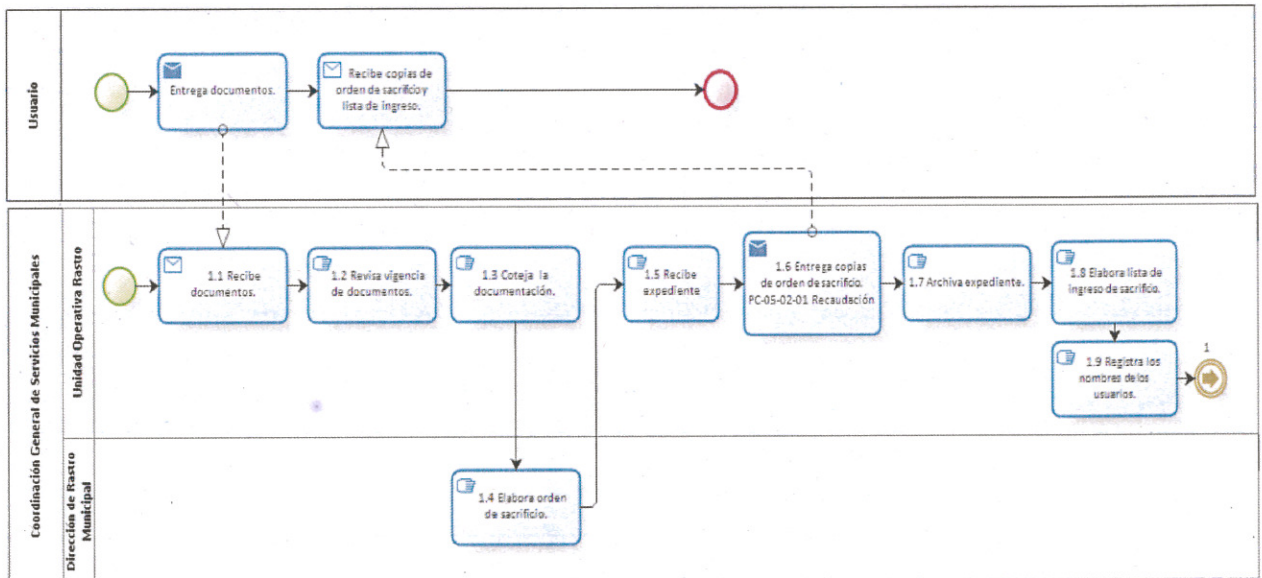 Usuario
Entrega documentos.
Recibe copias de
orden de sacrificio y
lista de ingreso.
Coordinación General de Servicios Municipales
Unidad Operativa Rastro
1.1 Recibe
documentos.
1.2 Revisa vigencia
de documentos.
1.3 Coteja la
documentación.
1.5 Recibe
expediente
1.6 Entrega copias
de orden de sacrificio.
PC-05-02-01 Recaudación
1.7 Archiva expediente.
1.8 Elabora lista de
ingreso de sacrificio.
1.9 Registra los
nombres de los
usuarios.
1
Dirección de Rastro
Municipal
1.4 Elabora orden
de sacrificio.